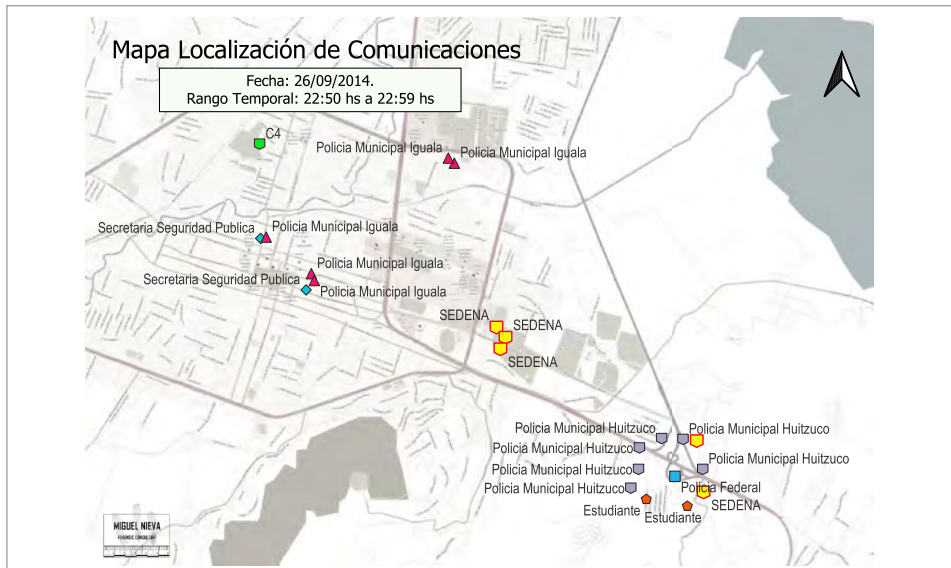 Mapa Localización de Comunicaciones
Fecha: 26/09/2014.
Rango Temporal: 22:50 hs a 22:59 hs
C4
Policia Municipal Iguala
Policia Municipal Iguala
Secretaria Seguridad Publica
Policia Municipal Iguala
Policia Municipal Iguala
Secretaria Seguridad Publica
Policia Municipal Iguala
SEDENA
SEDENA
SEDENA
Policia Municipal Huitzuco
Policia Municipal Huitzuco
Policia Municipal Huitzuco
Policia Municipal Huitzuco
Policia Municipal Huitzuco
Policia Municipal Huitzuco
Policia Federal
SEDENA
Estudiante
Estudiante
MIGUEL NIEVA
FORENSIC CONSULTANT